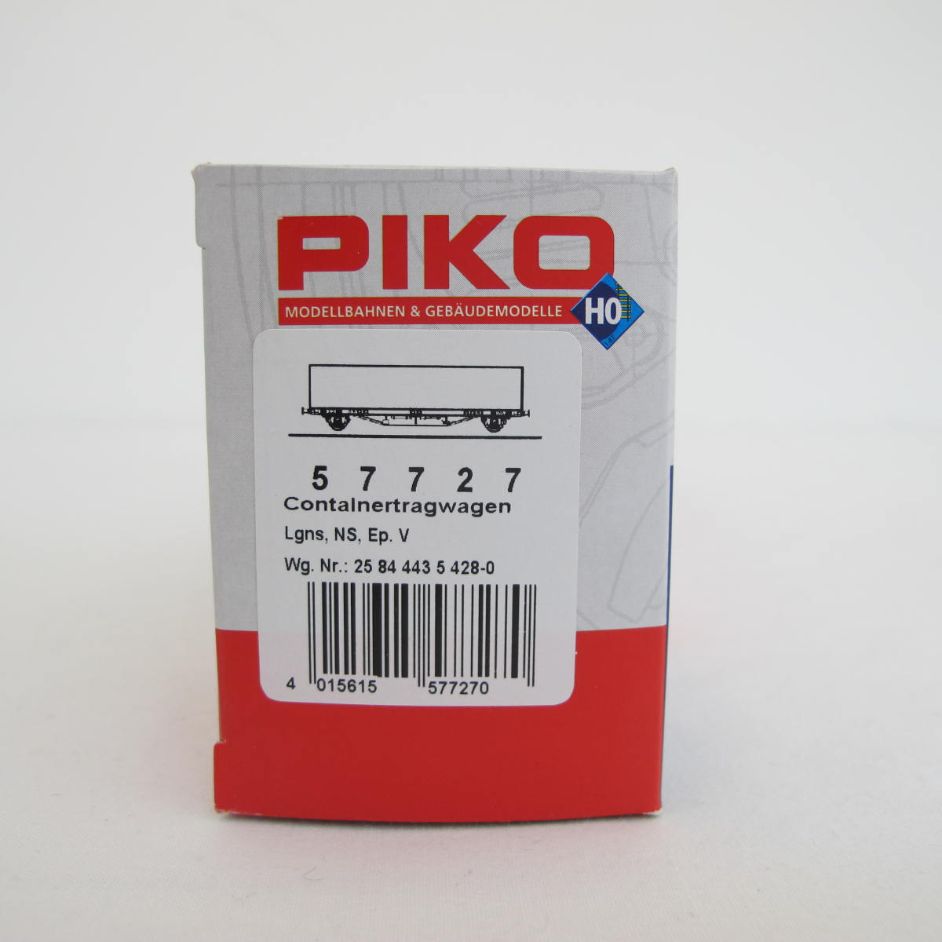 PIKO
MODELLBAHNEN & GEBÄUDEMODELLE
H0
5 7 7 2 7
Containertragwagen
Lgns, NS, Ep. V
Wg. Nr.: 25 84 443 5 428-0
4 015615 577270